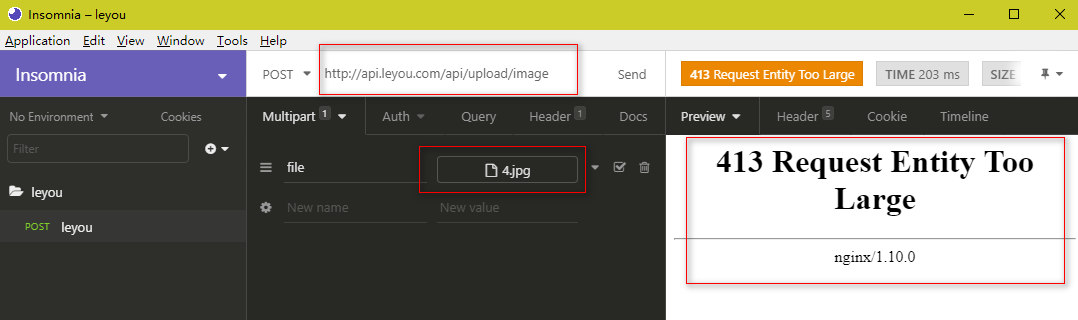 Insomnia – leyou
Application Edit View Window Tools Help
Insomnia
POST http://api.leyou.com/api/upload/image Send
413 Request Entity Too Large TIME 203 ms SIZE
No Environment Cookies
Multipart 1 Auth Query Header 1 Docs
Preview Header 5 Cookie Timeline
Filter
file 4.jpg
413 Request Entity Too
Large
leyou
New name New value
POST leyou
nginx/1.10.0